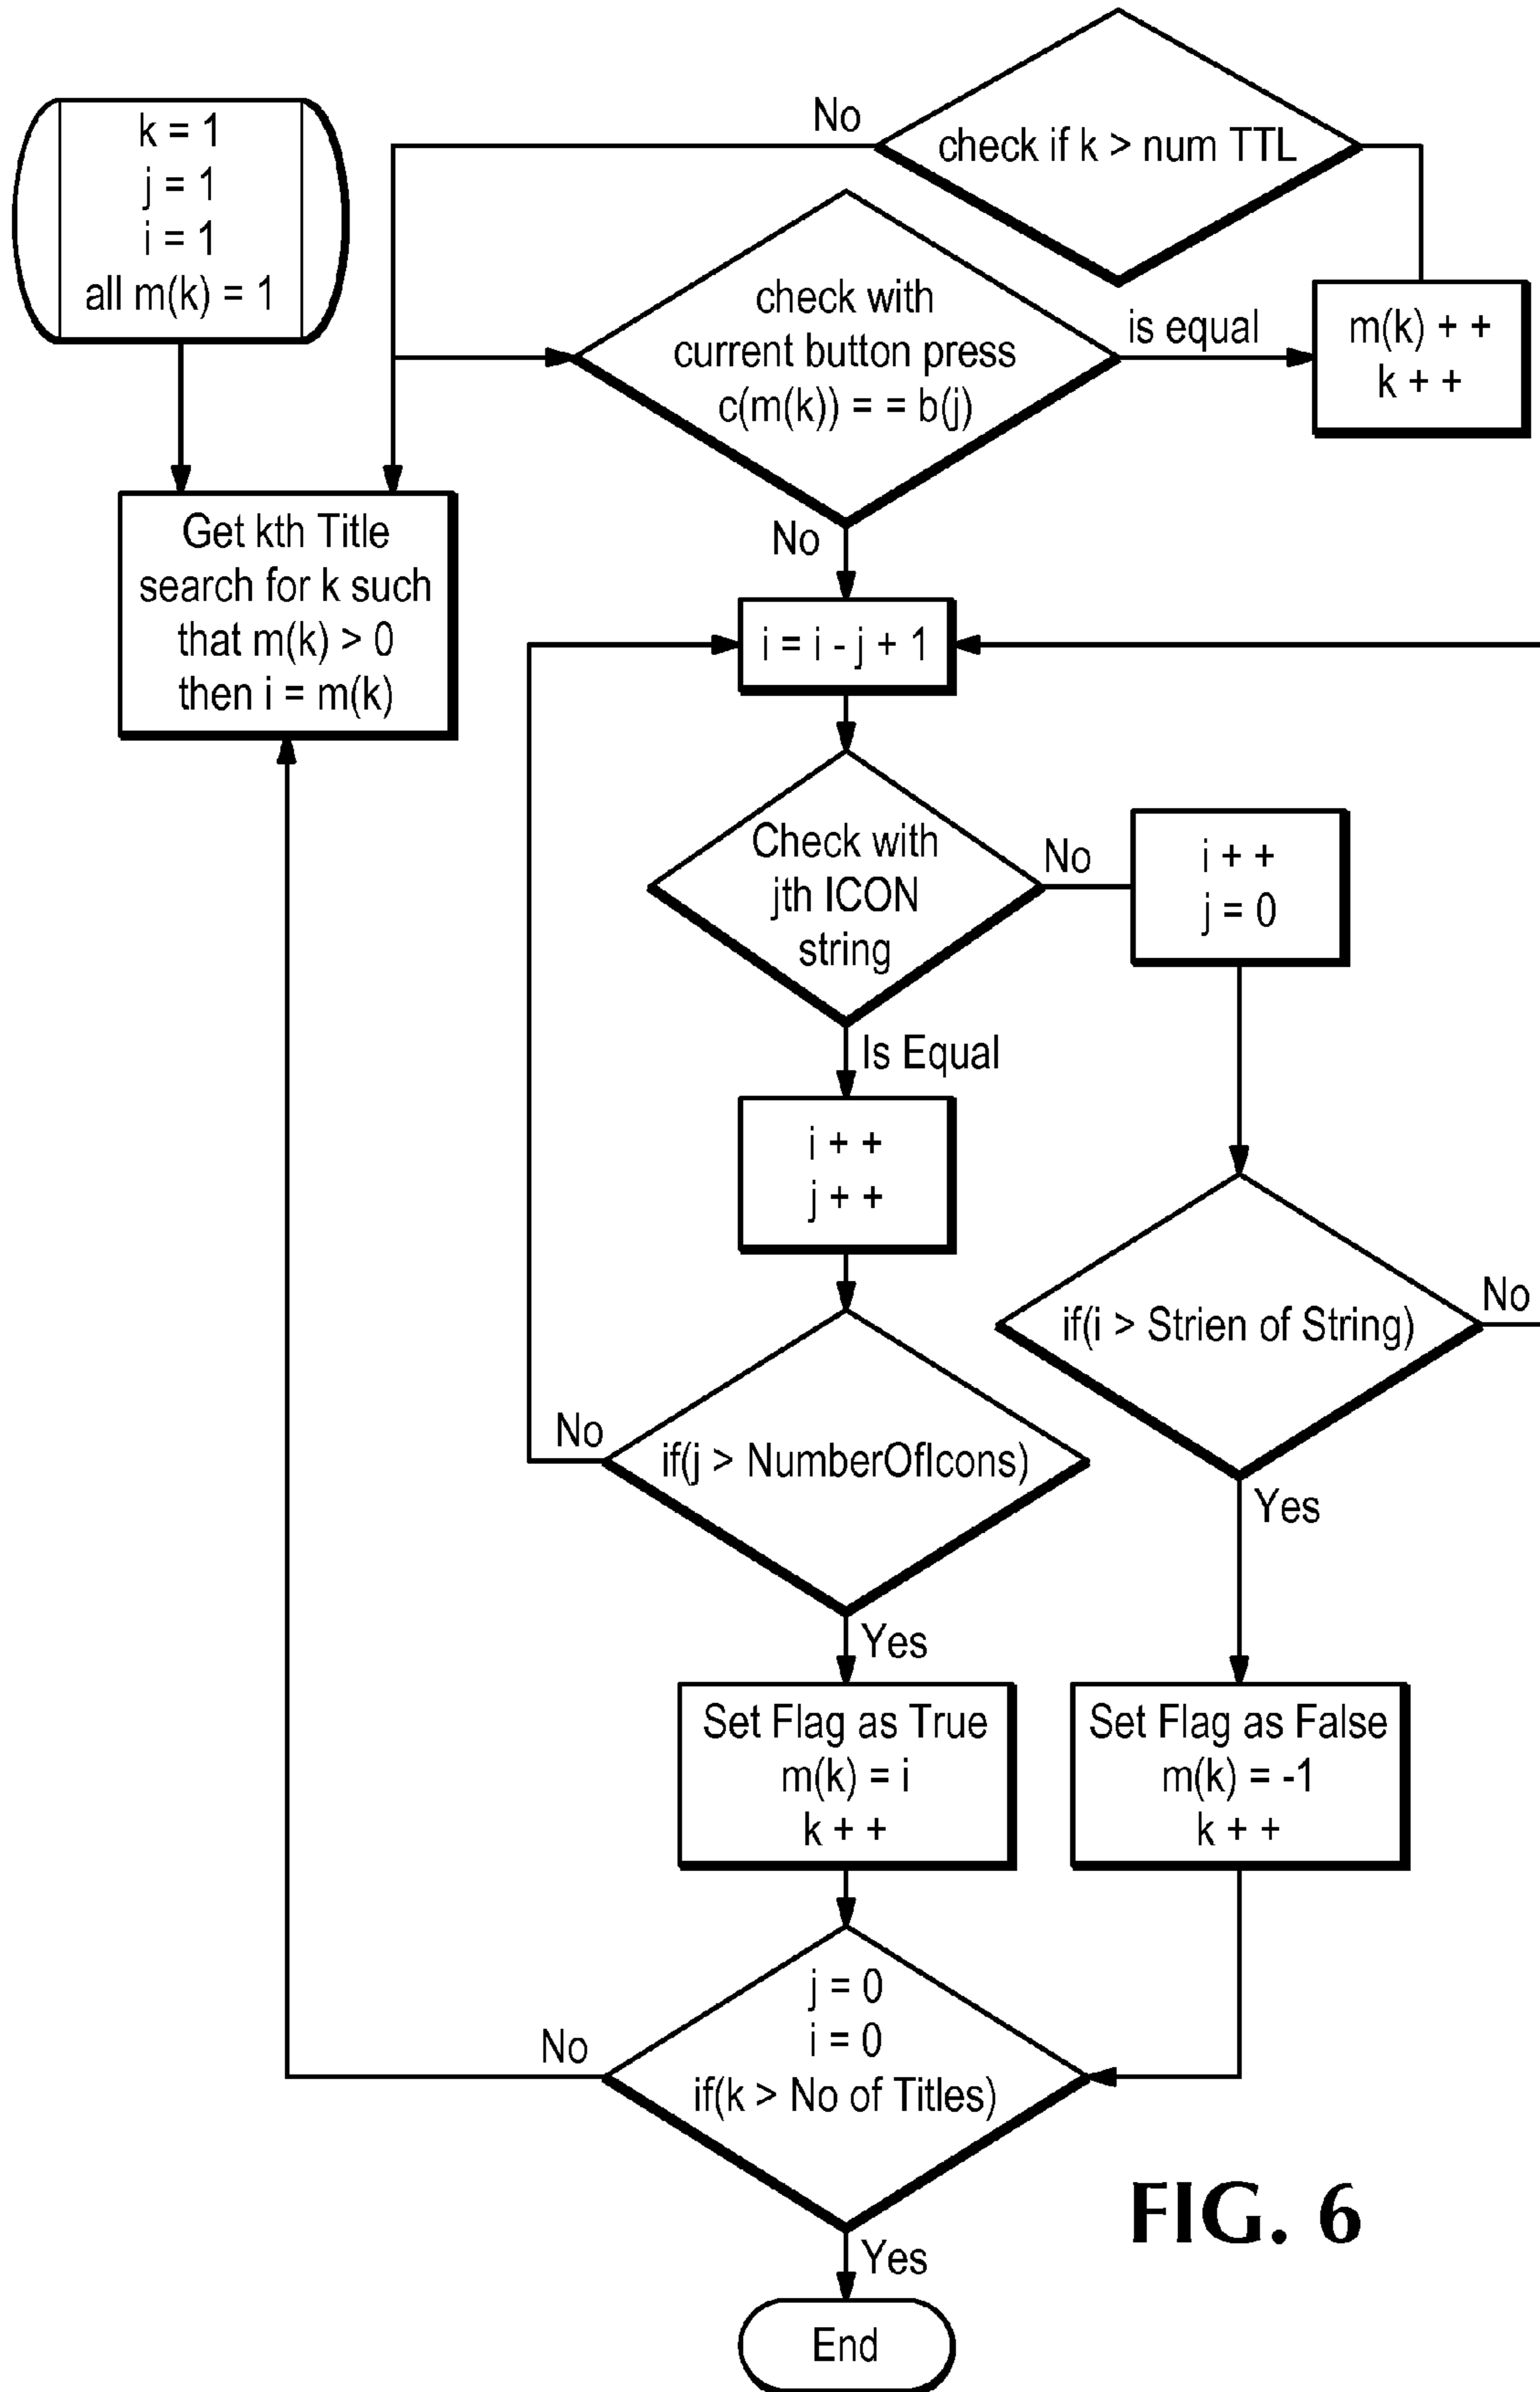 k = 1
j = 1
i = 1
all m(k) = 1
No
check if k > num TTL
check with
current button press
c(m(k)) = = b(j)
is equal
m(k) + +
k + +
No
Get kth Title
search for k such
that m(k) > 0
then i = m(k)
i = i - j + 1
Check with
jth ICON
string
No
i + +
j = 0
Is Equal
i + +
j + +
if(i > Strien of String)
No
Yes
No
if(j > NumberOfIcons)
Yes
Set Flag as True
m(k) = i
k + +
Set Flag as False
m(k) = -1
k + +
j = 0
i = 0
if(k > No of Titles)
No
Yes
End
FIG. 6